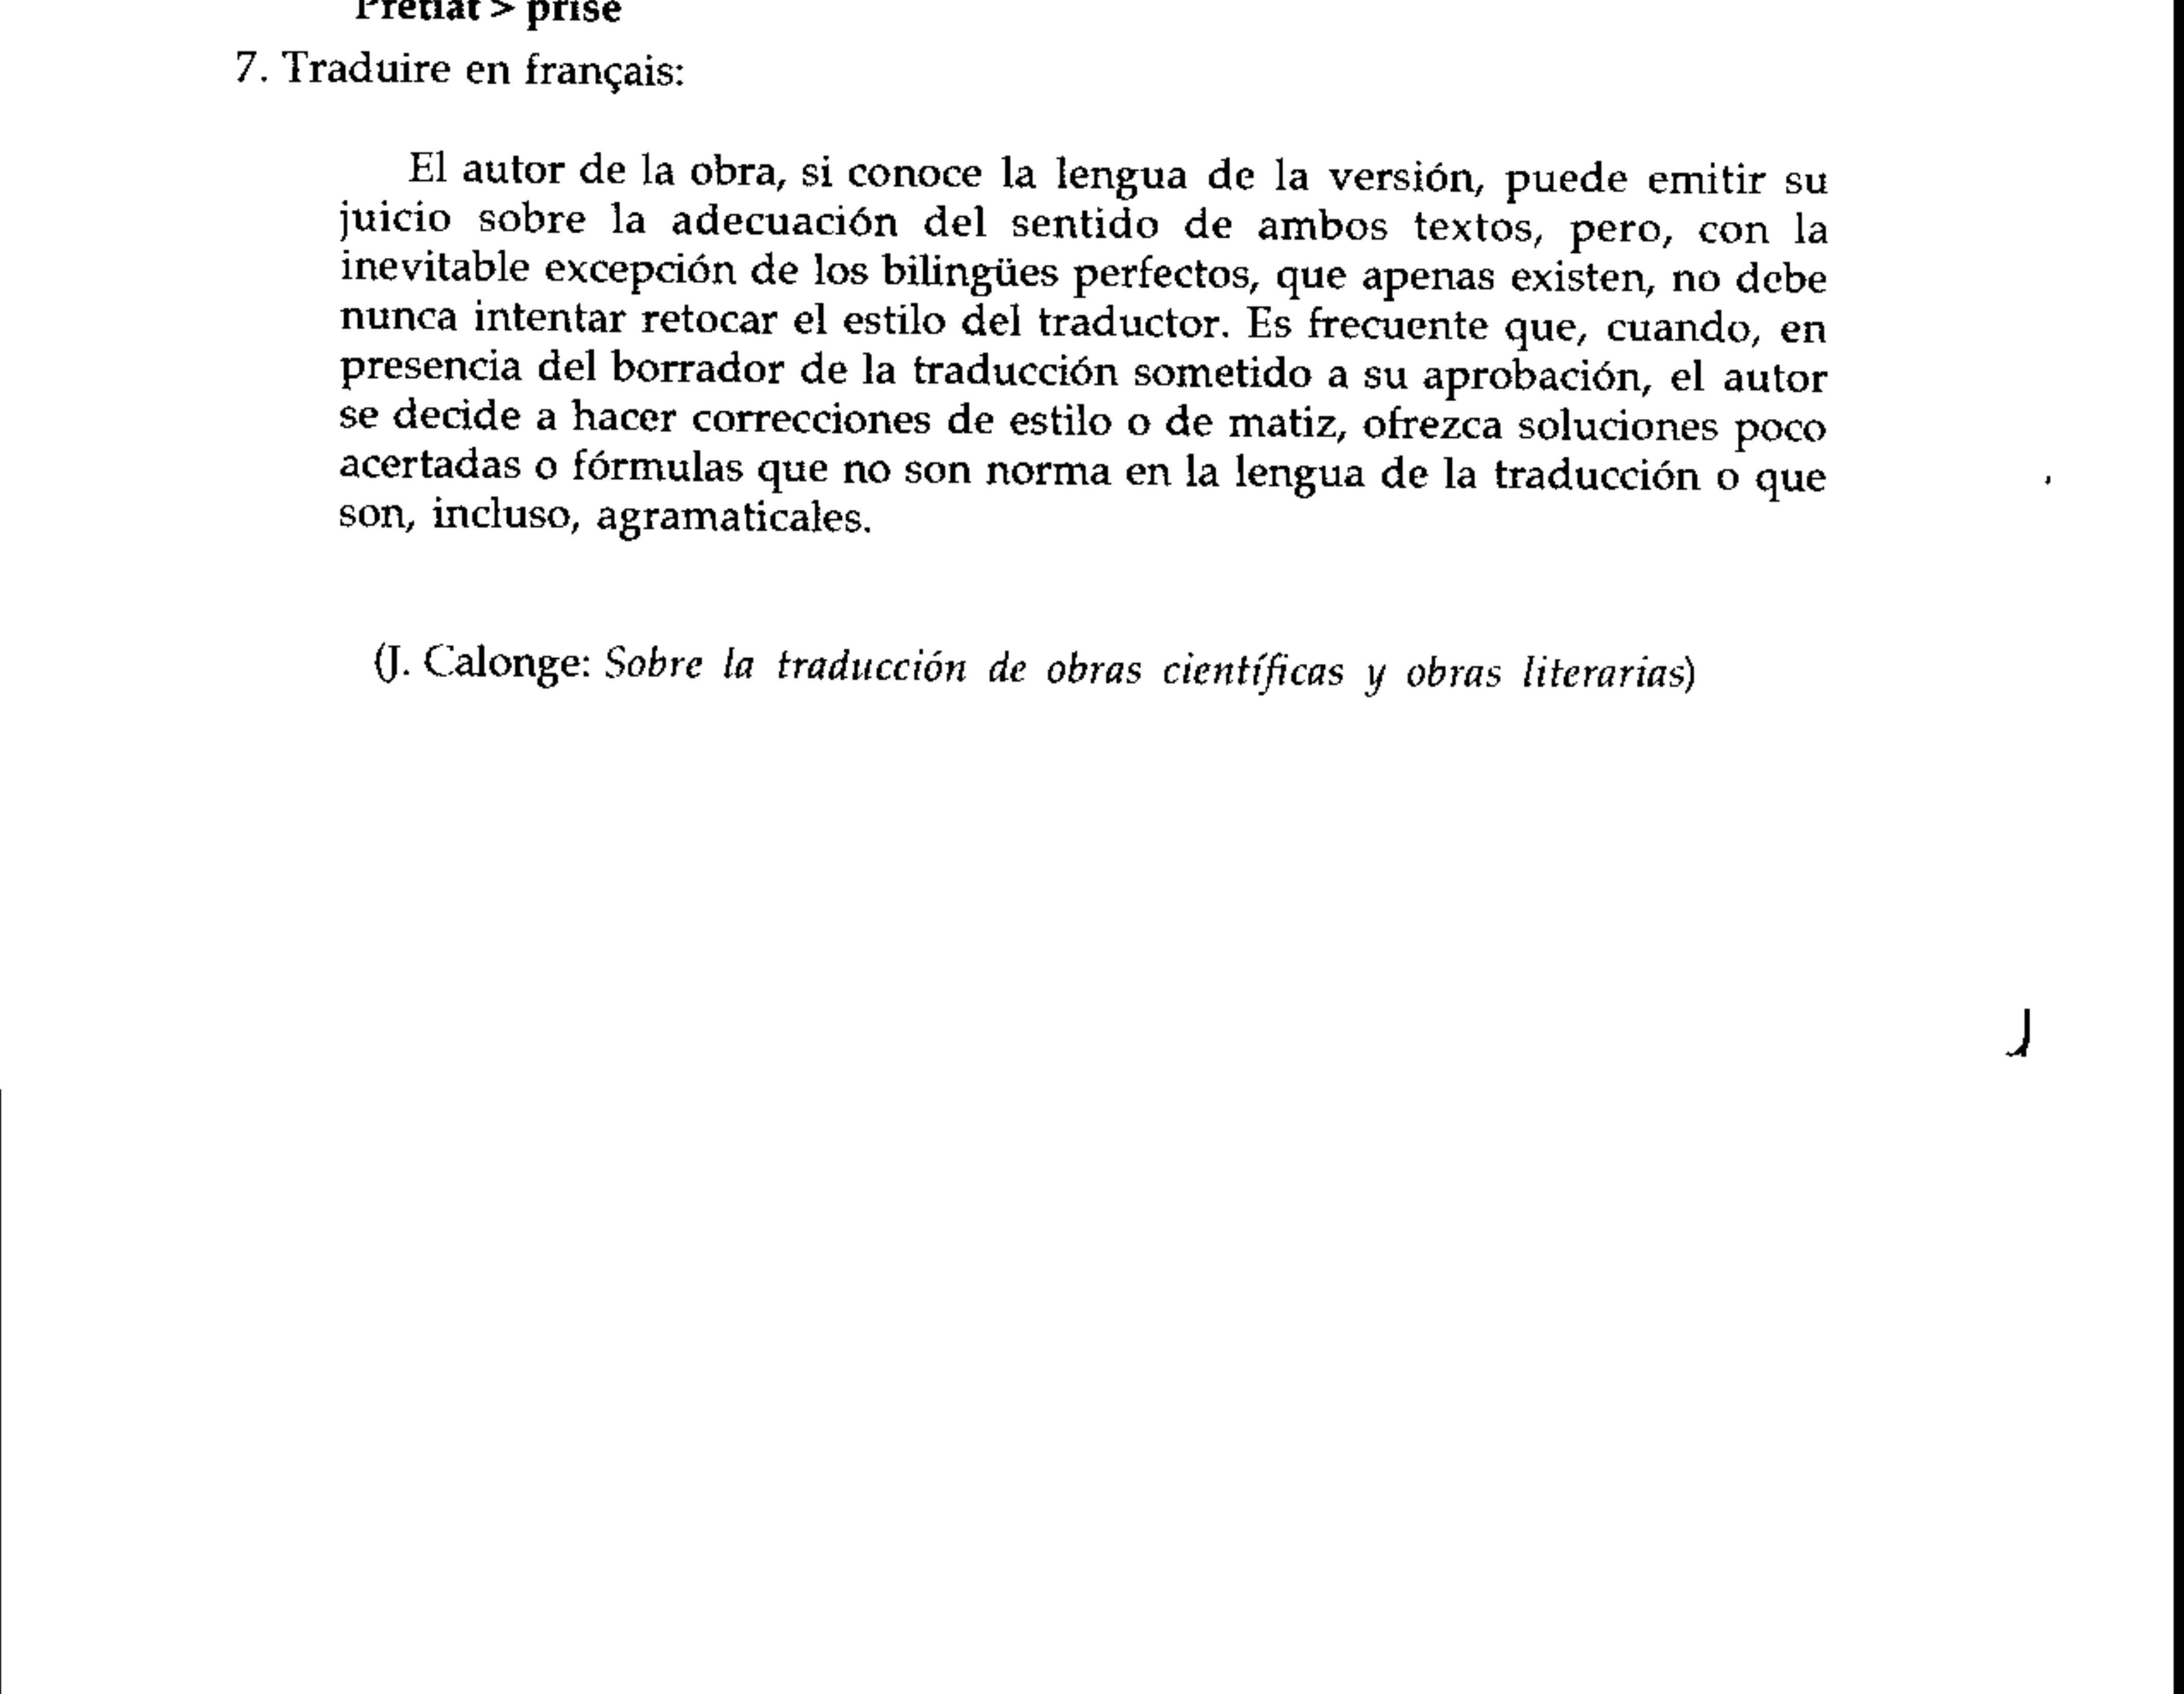 Pretiat > prise
7. Traduire en français:
El autor de la obra, si conoce la lengua de la versión, puede emitir su
juicio sobre la adecuación del sentido de ambos textos, pero, con la
inevitable excepción de los bilingües perfectos, que apenas existen, no debe
nunca intentar retocar el estilo del traductor. Es frecuente que, cuando, en
presencia del borrador de la traducción sometido a su aprobación, el autor
se decide a hacer correcciones de estilo o de matiz, ofrezca soluciones poco
acertadas o fórmulas que no son norma en la lengua de la traducción o que
son, incluso, agramaticales.
(J. Calonge: Sobre la traducción de obras científicas y obras literarias)